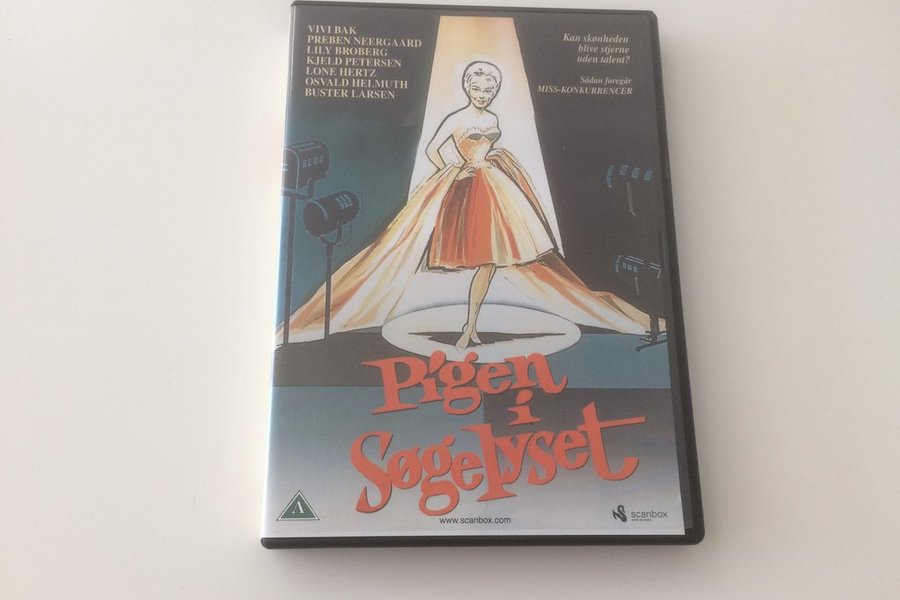 VIVI BAK
PREBEN NEERGAARD
LILY BROBERG
KJELD PETERSEN
LONE HERTZ
OSVALD HELMUTH
BUSTER LARSEN
Kan skønheden
blive stjerne
uden talent?
Sådan foregår
MISS-KONKURRENCER
Pigen
i
Søgelyset
A
www.scanbox.com
scanbox